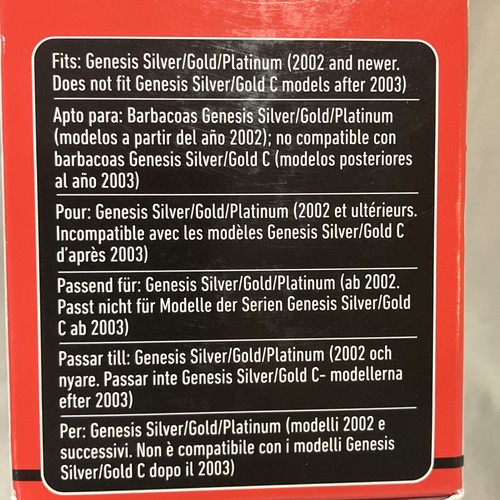 Fits: Genesis Silver/Gold/Platinum (2002 and newer.
Does not fit Genesis Silver/Gold C models after 2003)
Apto para: Barbacoas Genesis Silver/Gold/Platinum
(modelos a partir del año 2002); no compatible con
barbacoas Genesis Silver/Gold C (modelos posteriores
al año 2003)
Pour: Genesis Silver/Gold/Platinum (2002 et ultérieurs.
Incompatible avec les modèles Genesis Silver/Gold C
d'après 2003)
Passend für: Genesis Silver/Gold/Platinum (ab 2002.
Passt nicht für Modelle der Serien Genesis Silver/Gold
C ab 2003)
Passar till: Genesis Silver/Gold/Platinum (2002 och
nyare. Passar inte Genesis Silver/Gold C- modellerna
efter 2003)
Per: Genesis Silver/Gold/Platinum (modelli 2002 e
successivi. Non è compatibile con i modelli Genesis
Silver/Gold C dopo il 2003)